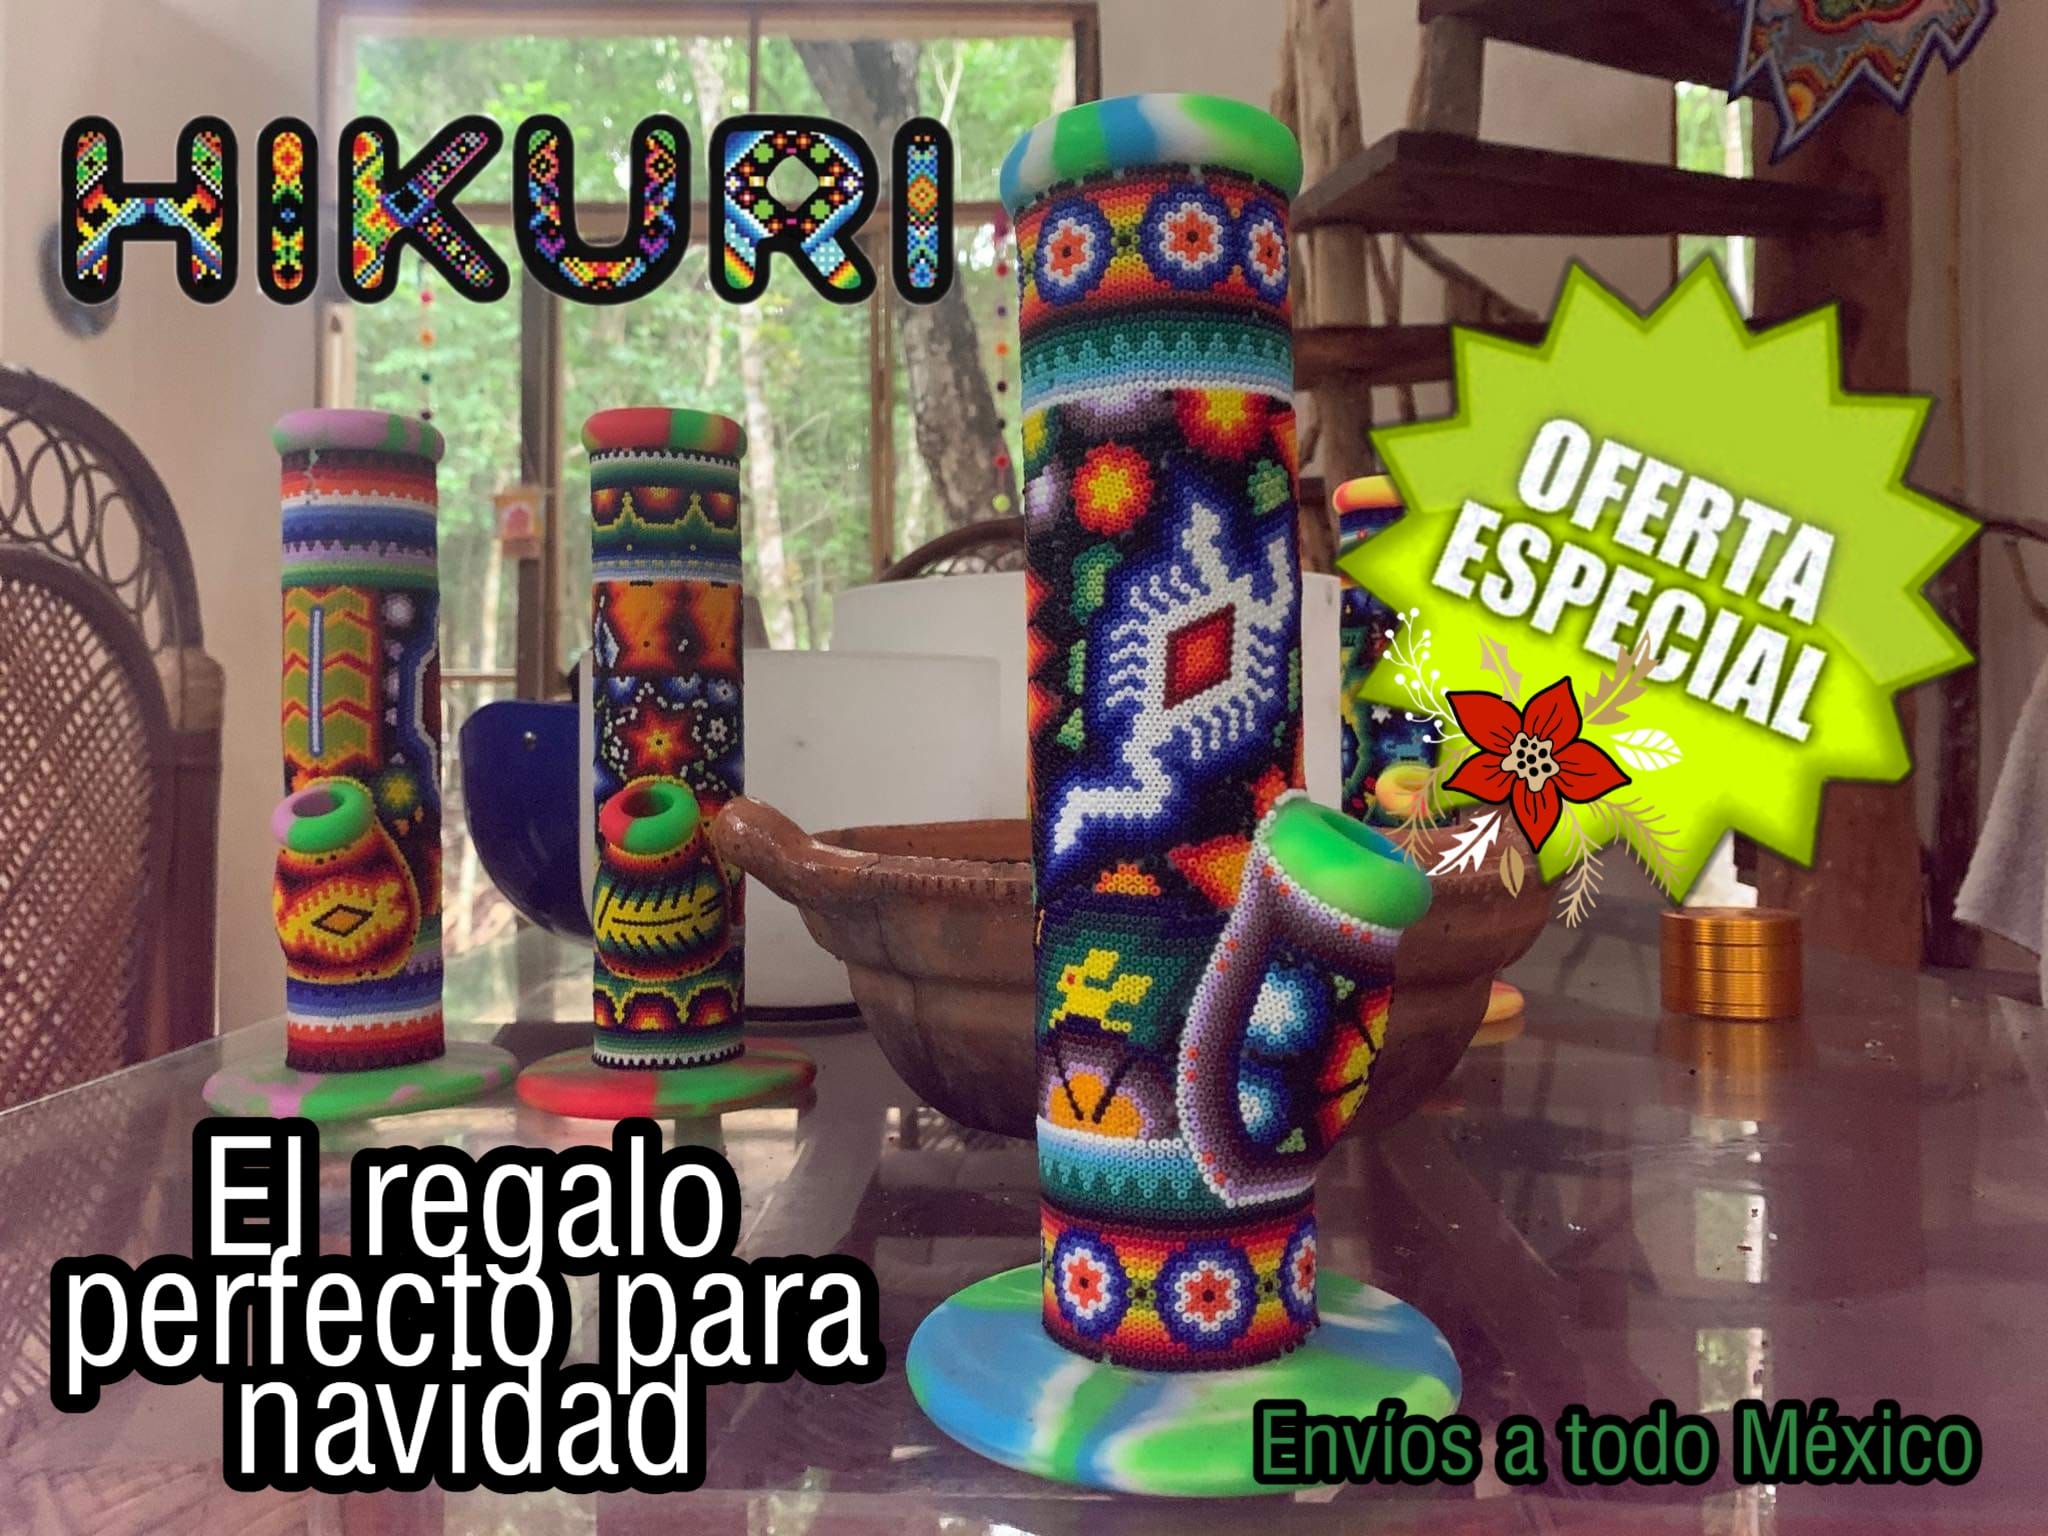 HIKURI
OFERTA
ESPECIAL
El regalo
perfecto para
navidad
Envíos a todo México